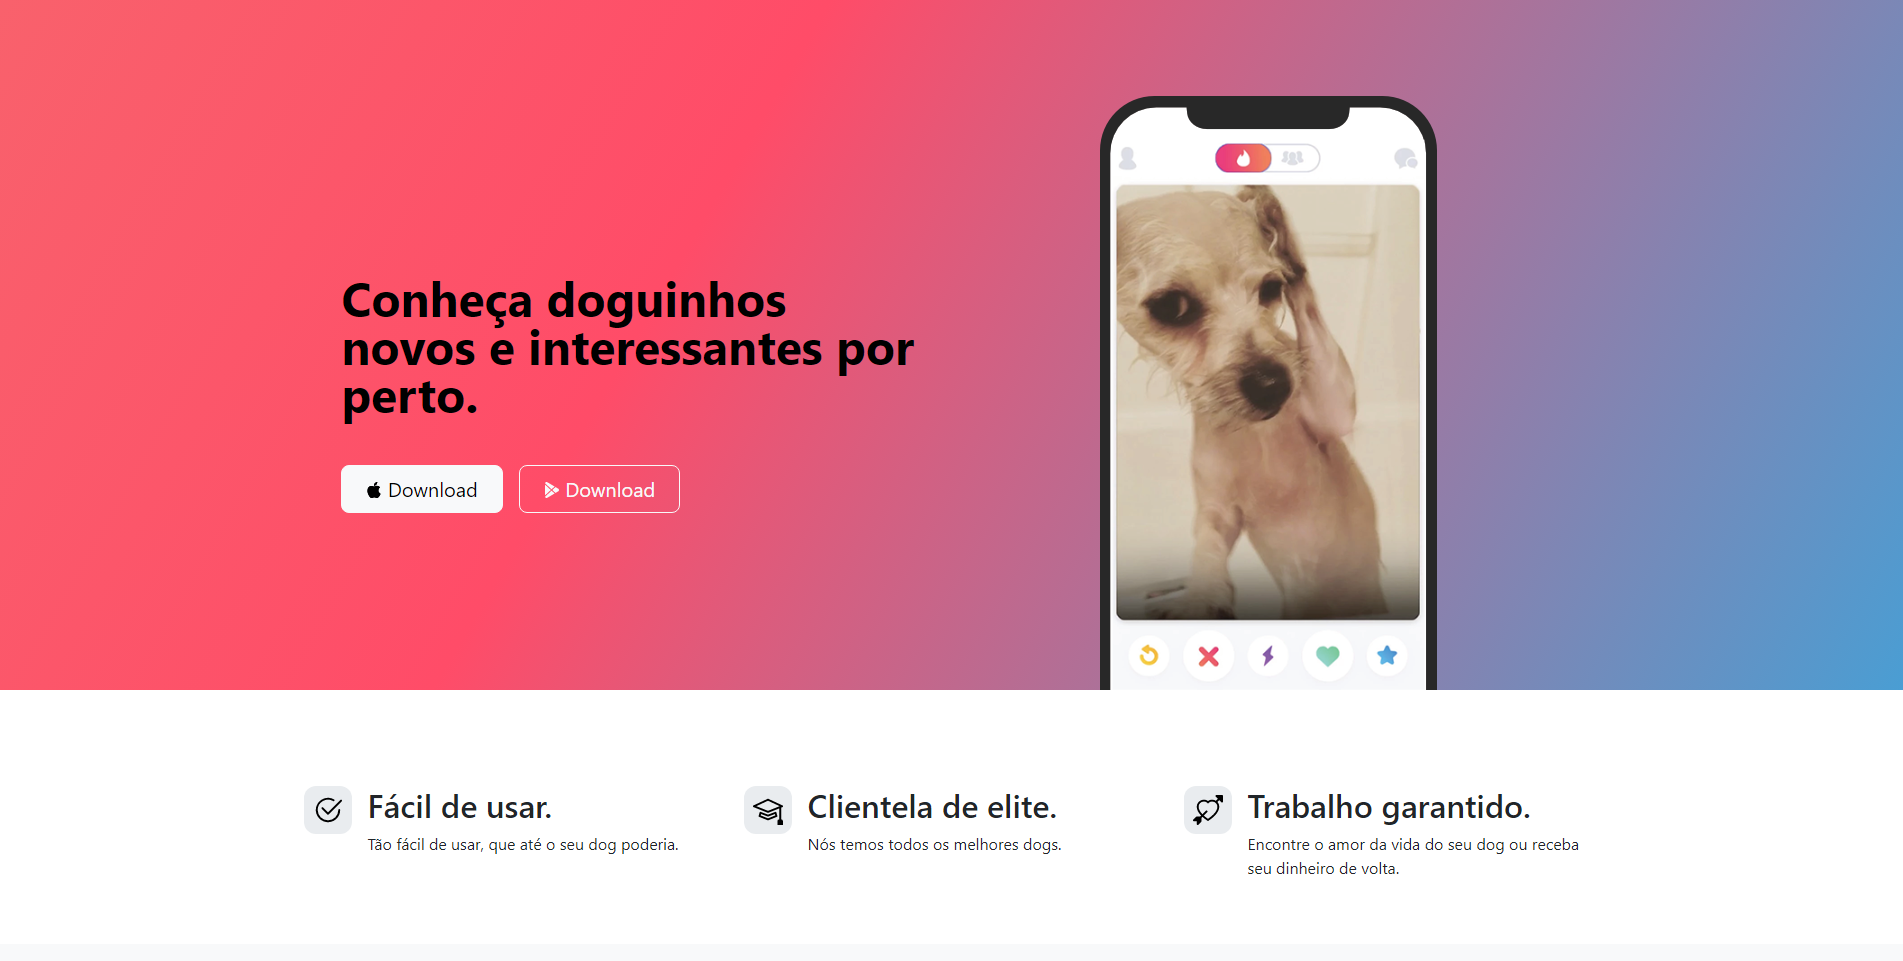 Conheça doguinhos
novos e interessantes por
perto.
Download
Download
Fácil de usar.
Tão fácil de usar, que até o seu dog poderia.
Clientela de elite.
Nós temos todos os melhores dogs.
Trabalho garantido.
Encontre o amor da vida do seu dog ou receba
seu dinheiro de volta.